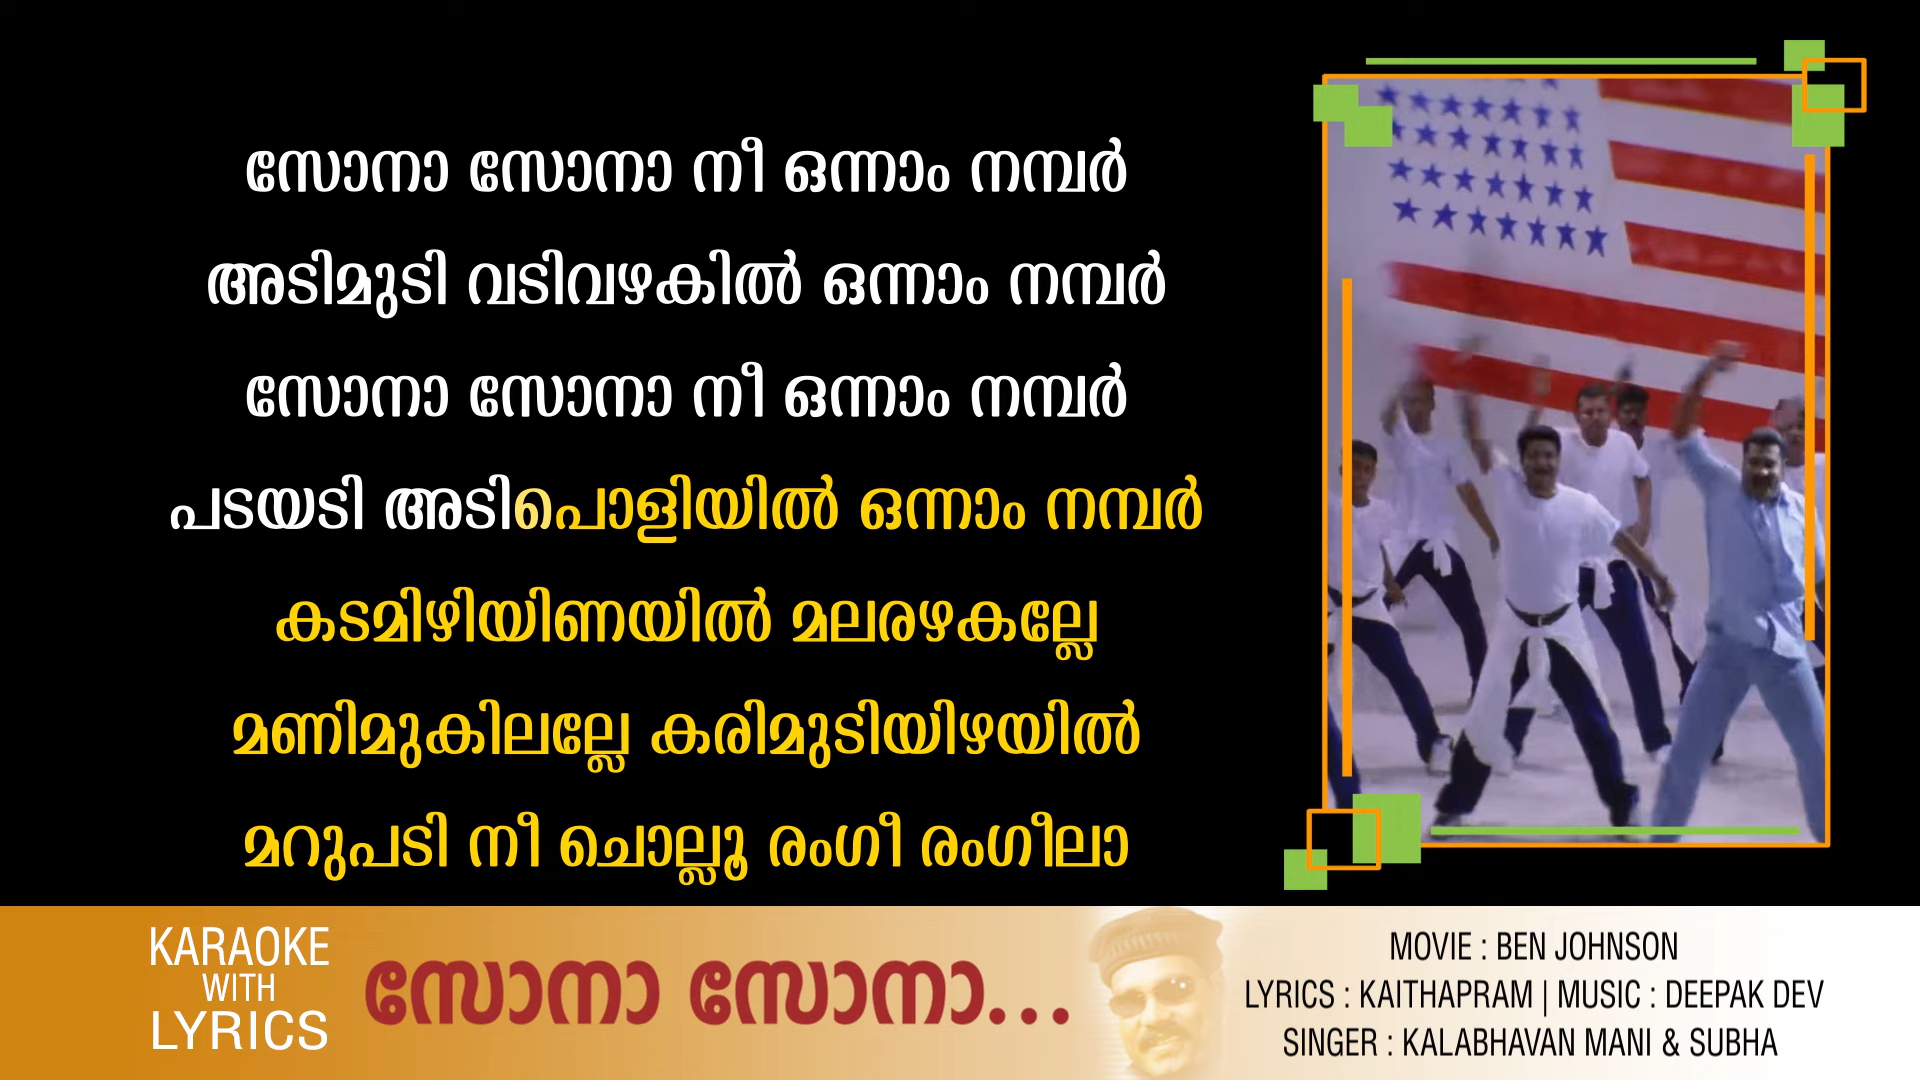 സോനാ സോനാ നീ ഒന്നാം നമ്പർ
അടിമുടി വടിവഴകിൽ ഒന്നാം നമ്പർ
സോനാ സോനാ നീ ഒന്നാം നമ്പർ
പടയടി അടിപൊളിയിൽ ഒന്നാം നമ്പർ
കടമിഴിയിണയിൽ മലരഴകല്ലേ
മണിമുകിലല്ലേ കരിമുടിയിഴയിൽ
മറുപടി നീ ചൊല്ലൂ രംഗീ രംഗീലാ
KARAOKE
WITH
LYRICS
സോനാ സോനാ...
MOVIE : BEN JOHNSON
LYRICS : KAITHAPRAM | MUSIC : DEEPAK DEV
SINGER : KALABHAVAN MANI & SUBHA